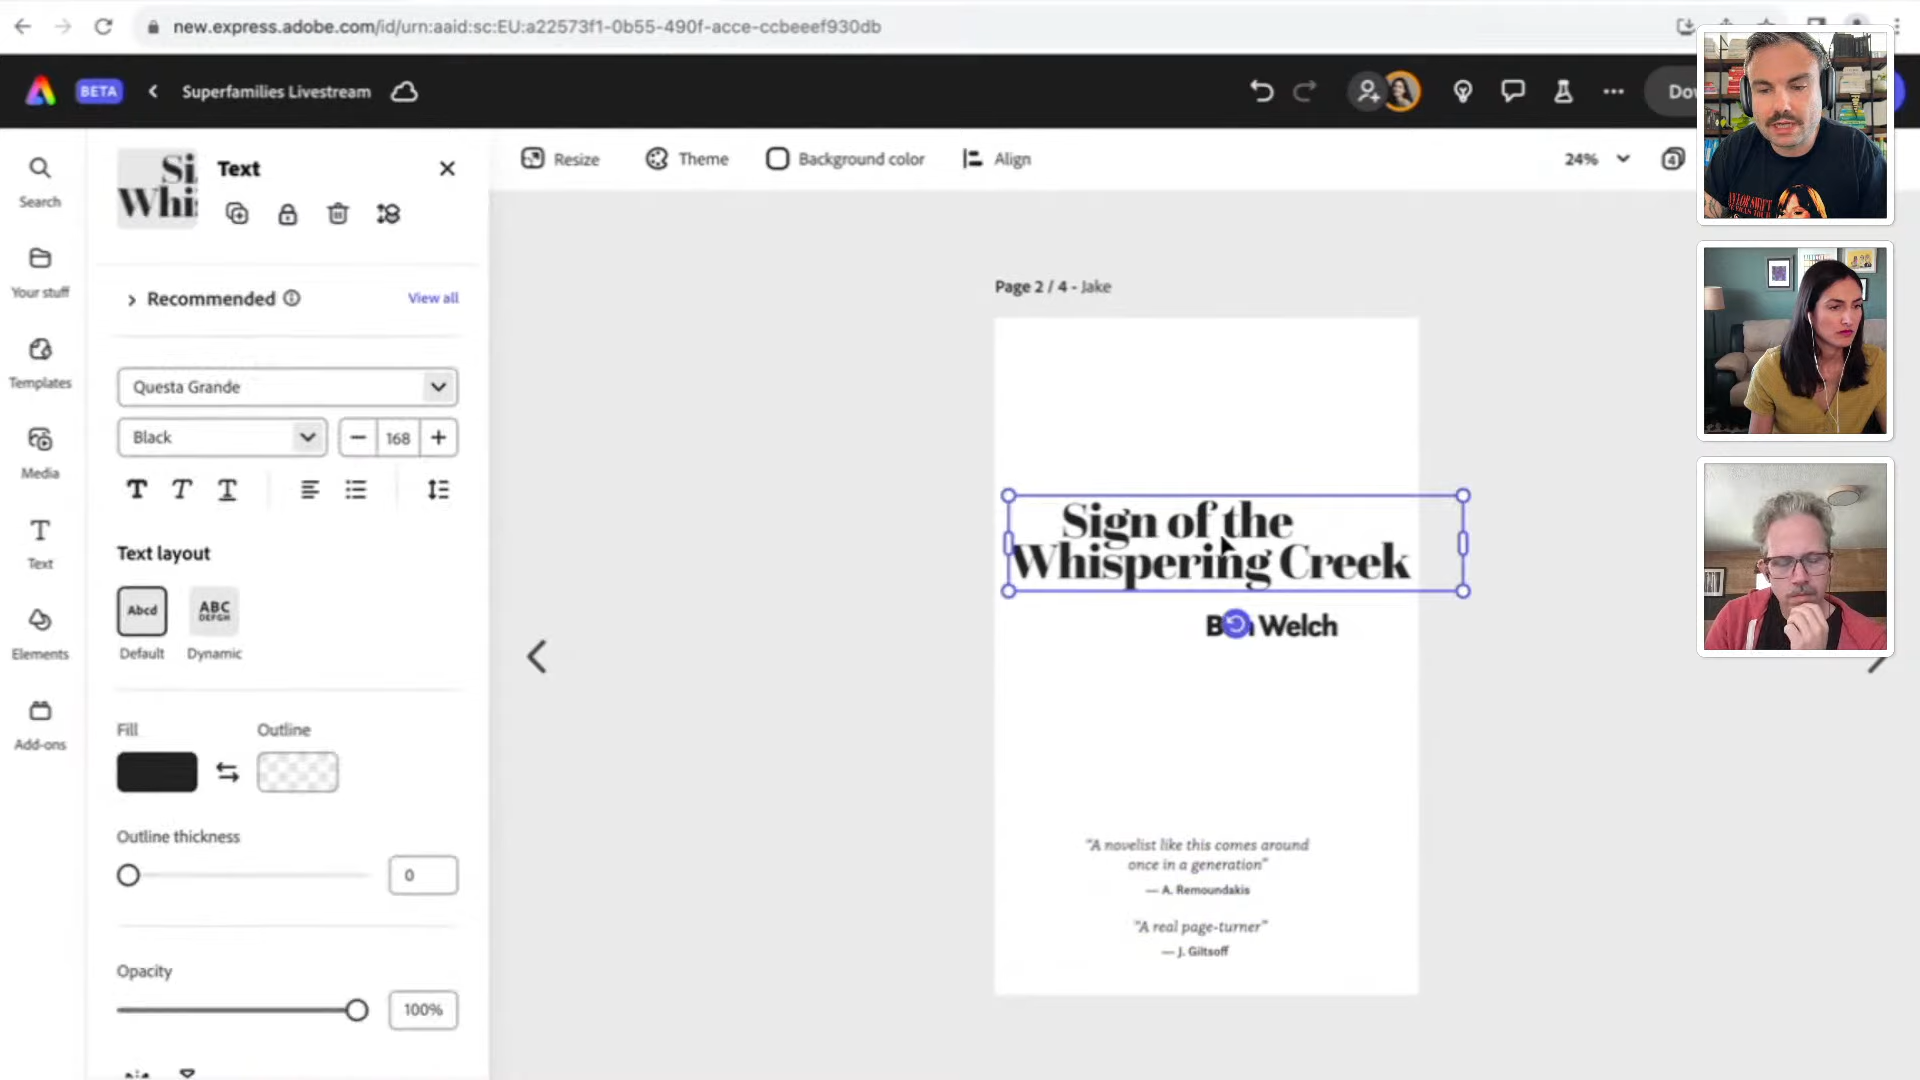 new.express.adobe.com/id/urn:aaid:sc:EU:a22573f1-0b55-490f-acce-ccbeeef930db
BETA
Superfamilies Livestream
Search
Your stuff
Templates
Media
Text
Elements
Add-ons
Si
Whi
Text
Recommended
View all
Questa Grande
Black
168
Text layout
Abcd
ABC
DEFGH
Default
Dynamic
Fill
Outline
Outline thickness
0
Opacity
100%
Resize
Theme
Background color
Align
24%
4
Page 2 / 4 - Jake
Sign of the
Whispering Creek
Welch
“A novelist like this comes around
once in a generation”
— A. Remoundakis
“A real page-turner”
— J. Giltsoff